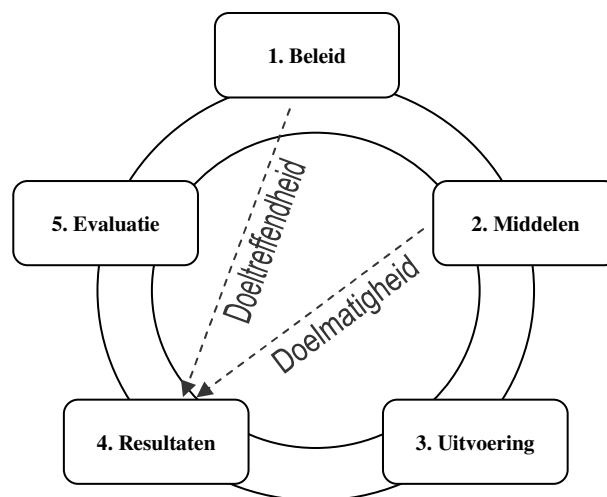 1. Beleid
5. Evaluatie
Doeltreffendheid
2. Middelen
Doelmatigheid
4. Resultaten
3. Uitvoering